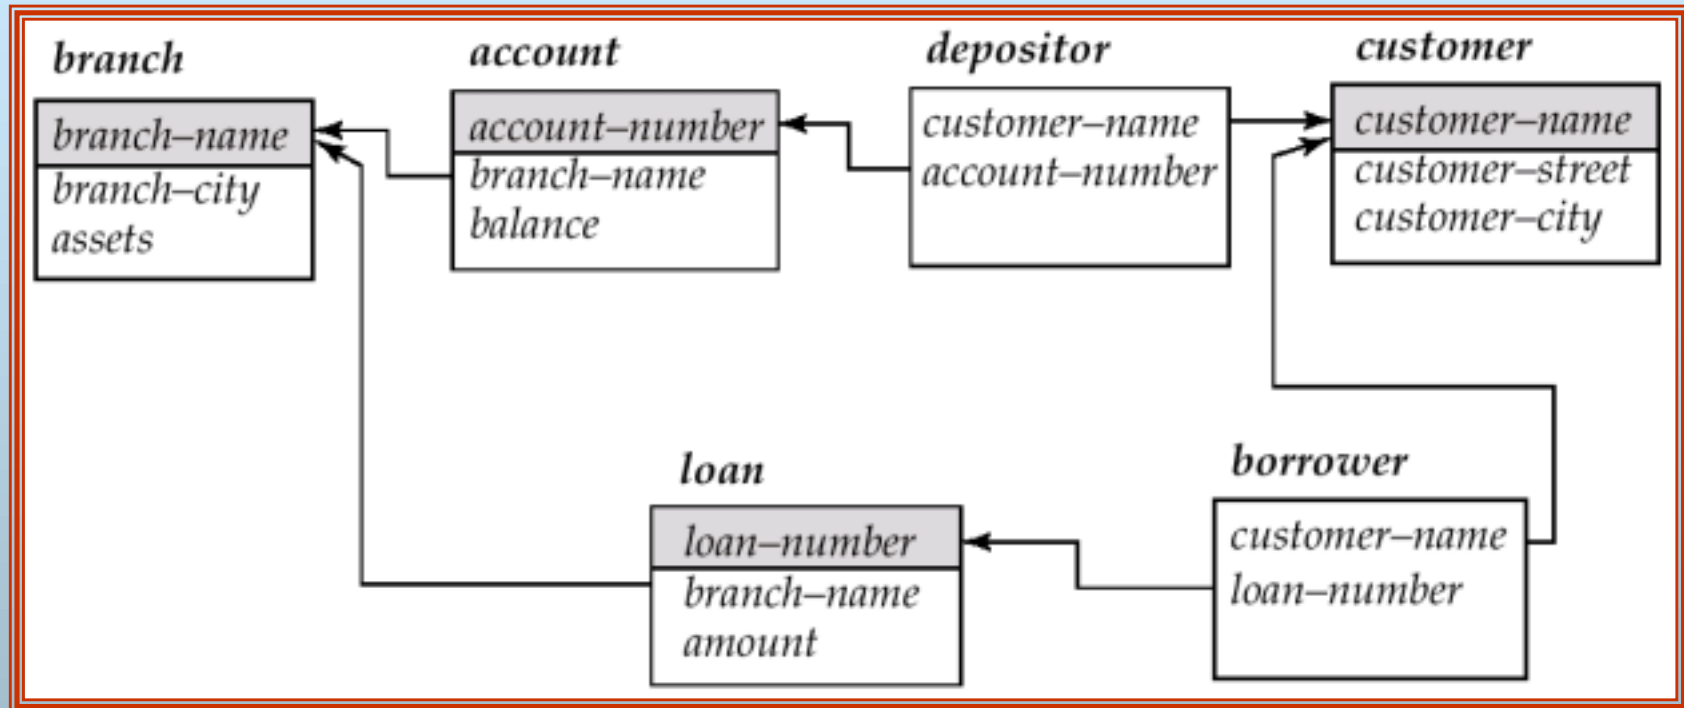 branch
branch–name
branch–city
assets
account
account–number
branch–name
balance
depositor
customer–name
account–number
customer
customer–name
customer–street
customer–city
loan
loan–number
branch–name
amount
borrower
customer–name
loan–number